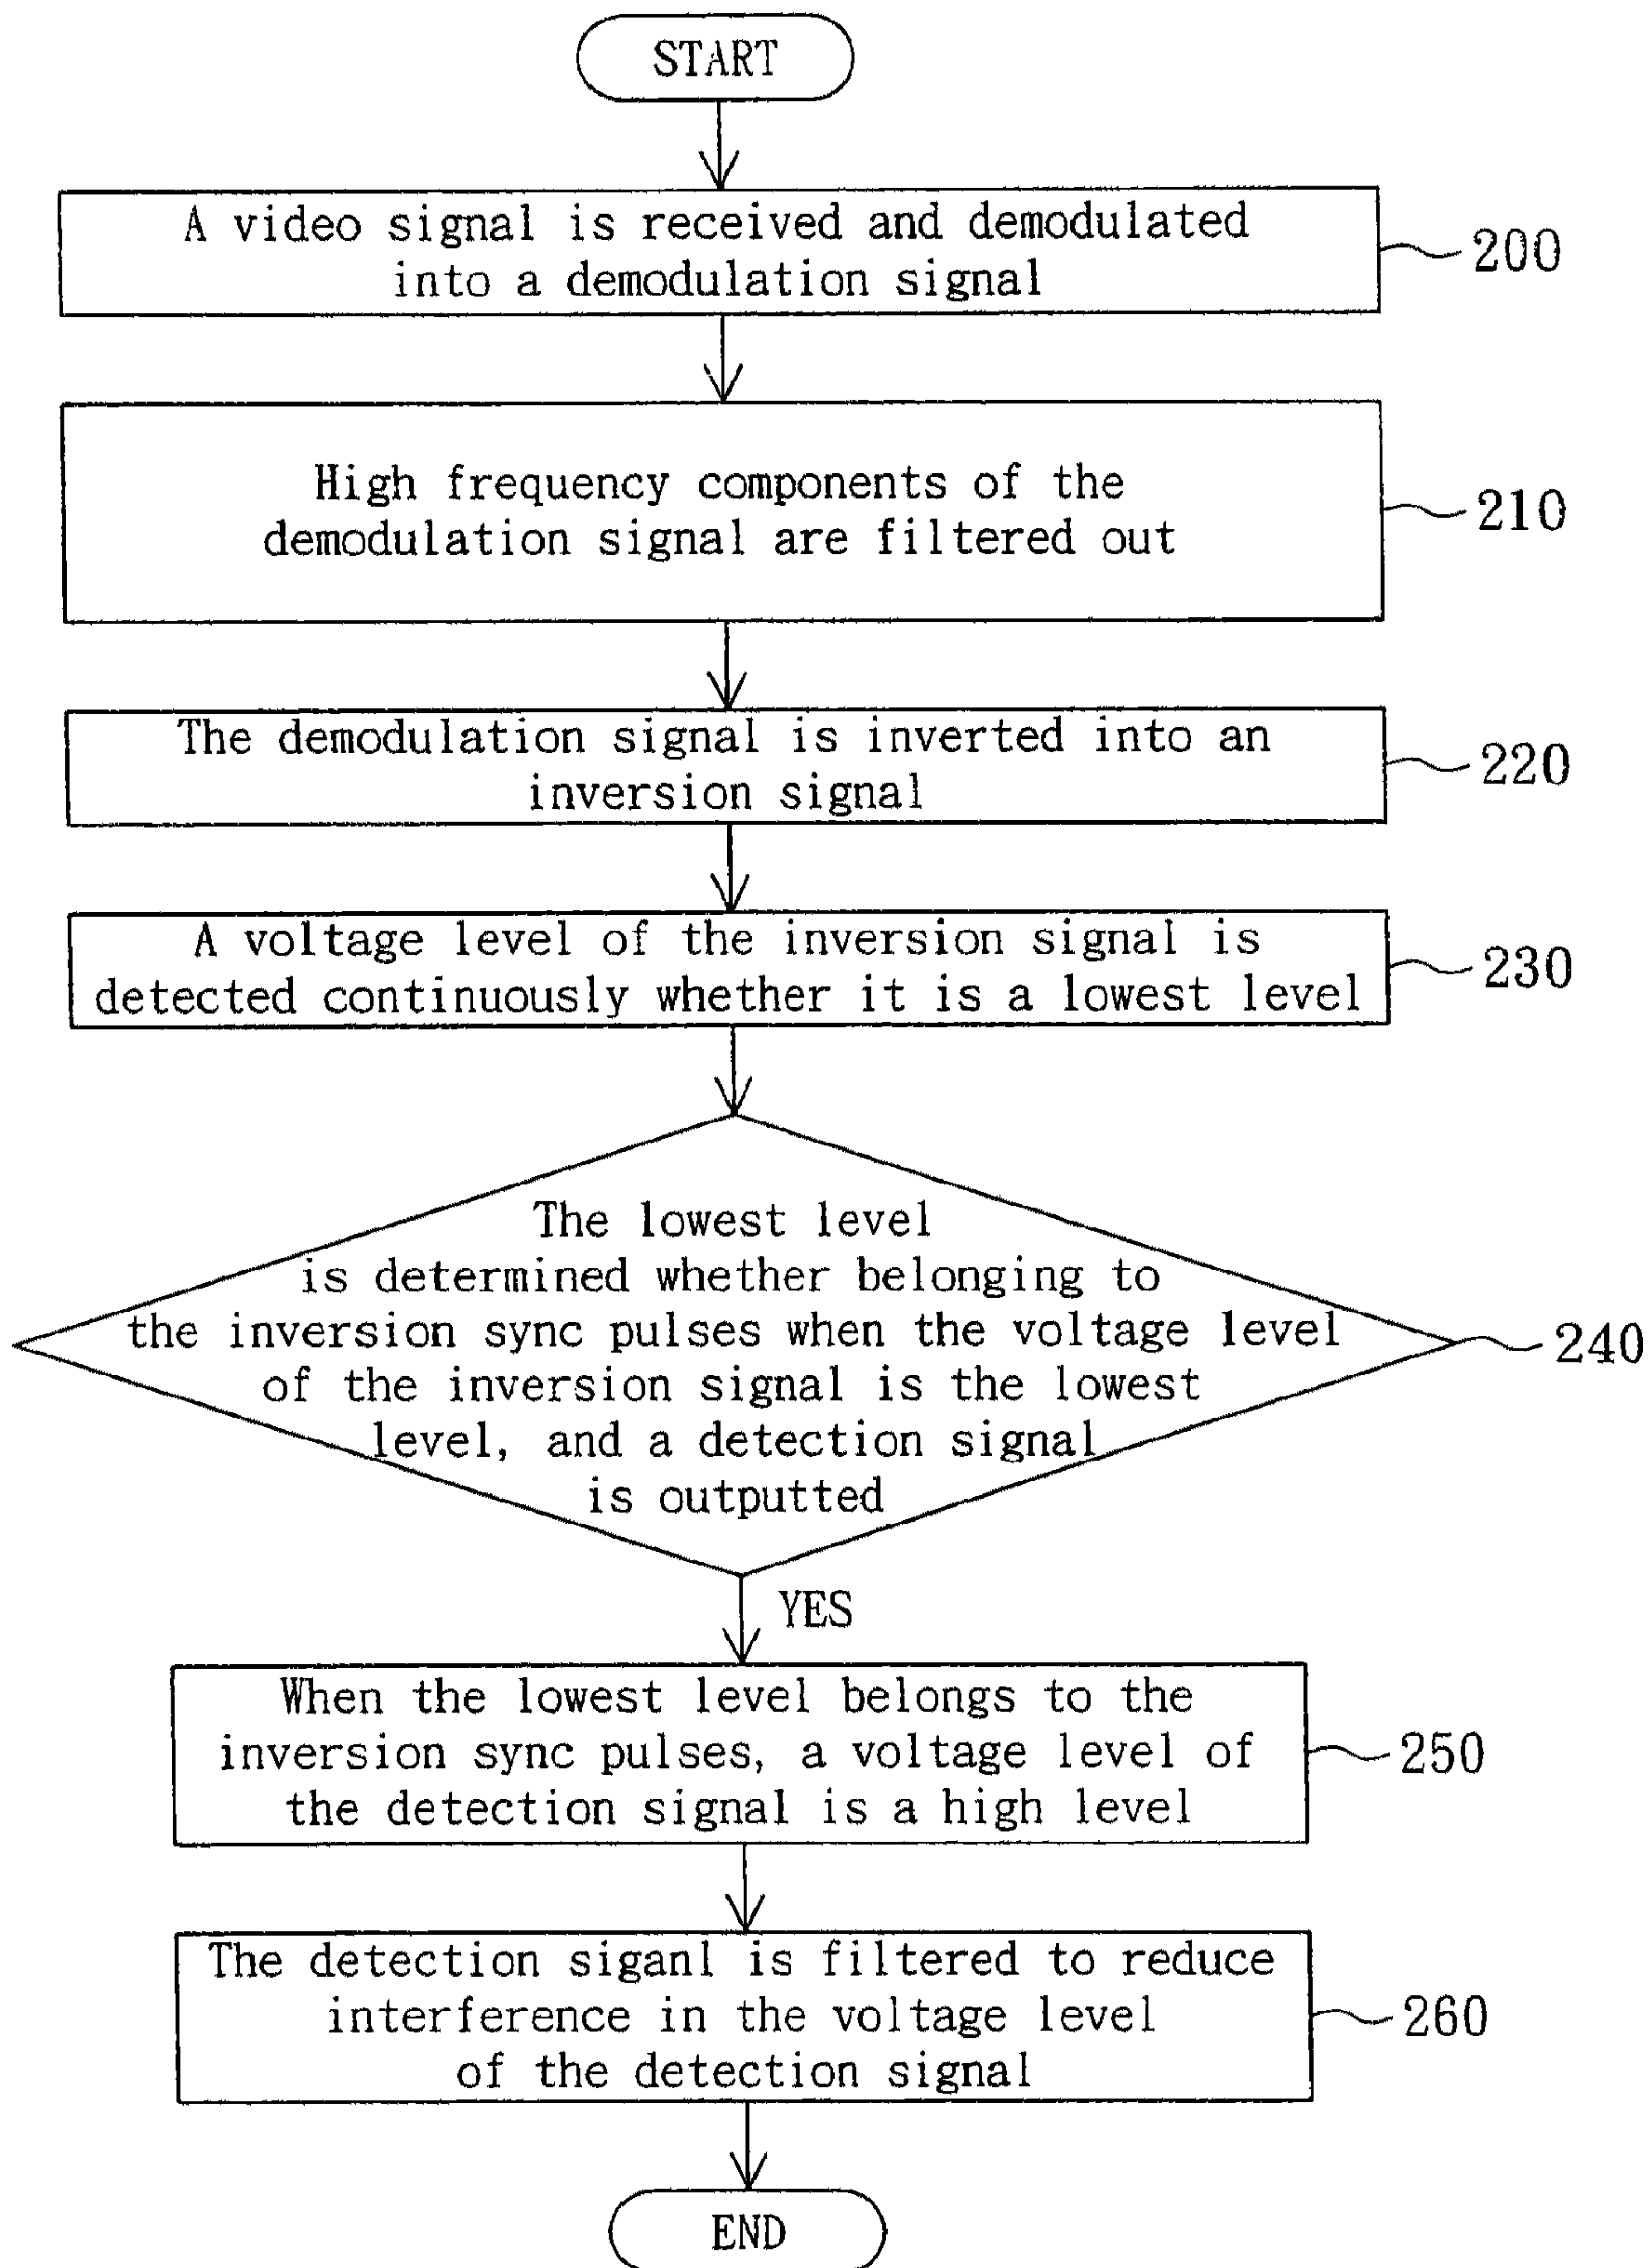 START
A video signal is received and demodulated
into a demodulation signal
200
High frequency components of the
demodulation signal are filtered out
210
The demodulation signal is inverted into an
inversion signal
220
A voltage level of the inversion signal is
detected continuously whether it is a lowest level
230
The lowest level
is determined whether belonging to
the inversion sync pulses when the voltage level
of the inversion signal is the lowest
level, and a detection signal
is outputted
240
YES
When the lowest level belongs to the
inversion sync pulses, a voltage level of
the detection signal is a high level
250
The detection siganl is filtered to reduce
interference in the voltage level
of the detection signal
260
END